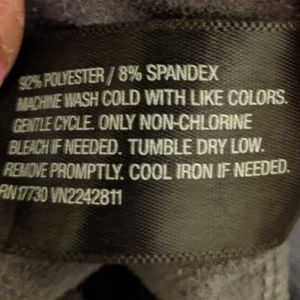 92% POLYESTER / 8% SPANDEX
MACHINE WASH COLD WITH LIKE COLORS.
GENTLE CYCLE. ONLY NON-CHLORINE
BLEACH IF NEEDED. TUMBLE DRY LOW.
REMOVE PROMPTLY. COOL IRON IF NEEDED.
RN17730 VN2242811